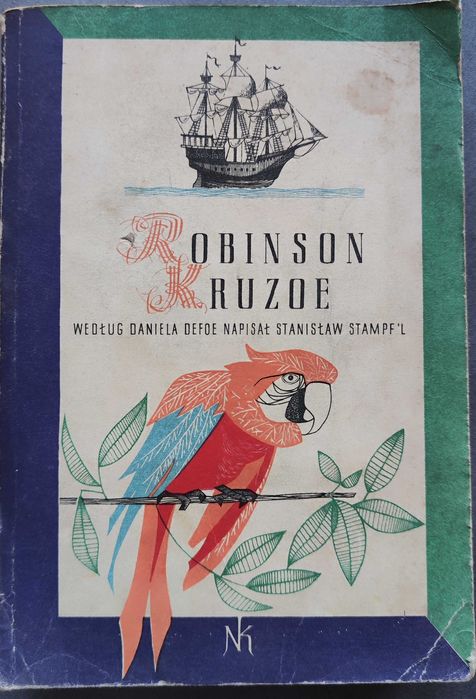 ROBINSON
KRUZOE
WEDŁUG DANIELA DEFOE NAPISAŁ STANISŁAW STAMPF'L
NK